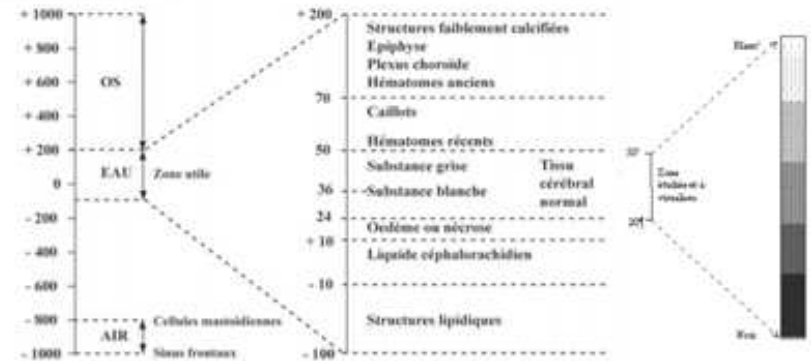 + 1000
+ 800
+ 600
+ 400
+ 200
0
- 200
- 400
- 600
- 800
- 1000
OS
EAU
Zone utile
AIR
Cellules mastoïdiennes
Sinus frontaux
+ 200
70
50
36
24
+ 10
- 10
- 100
Structures faiblement calcifiées
Epiphyse
Plexus choroïde
Hématomes anciens
Caillots
Hématomes récents
Substance grise
Substance blanche
Tissu
cérébral
normal
Oedème ou nécrose
Liquide céphalorachidien
Structures lipidiques
Zone